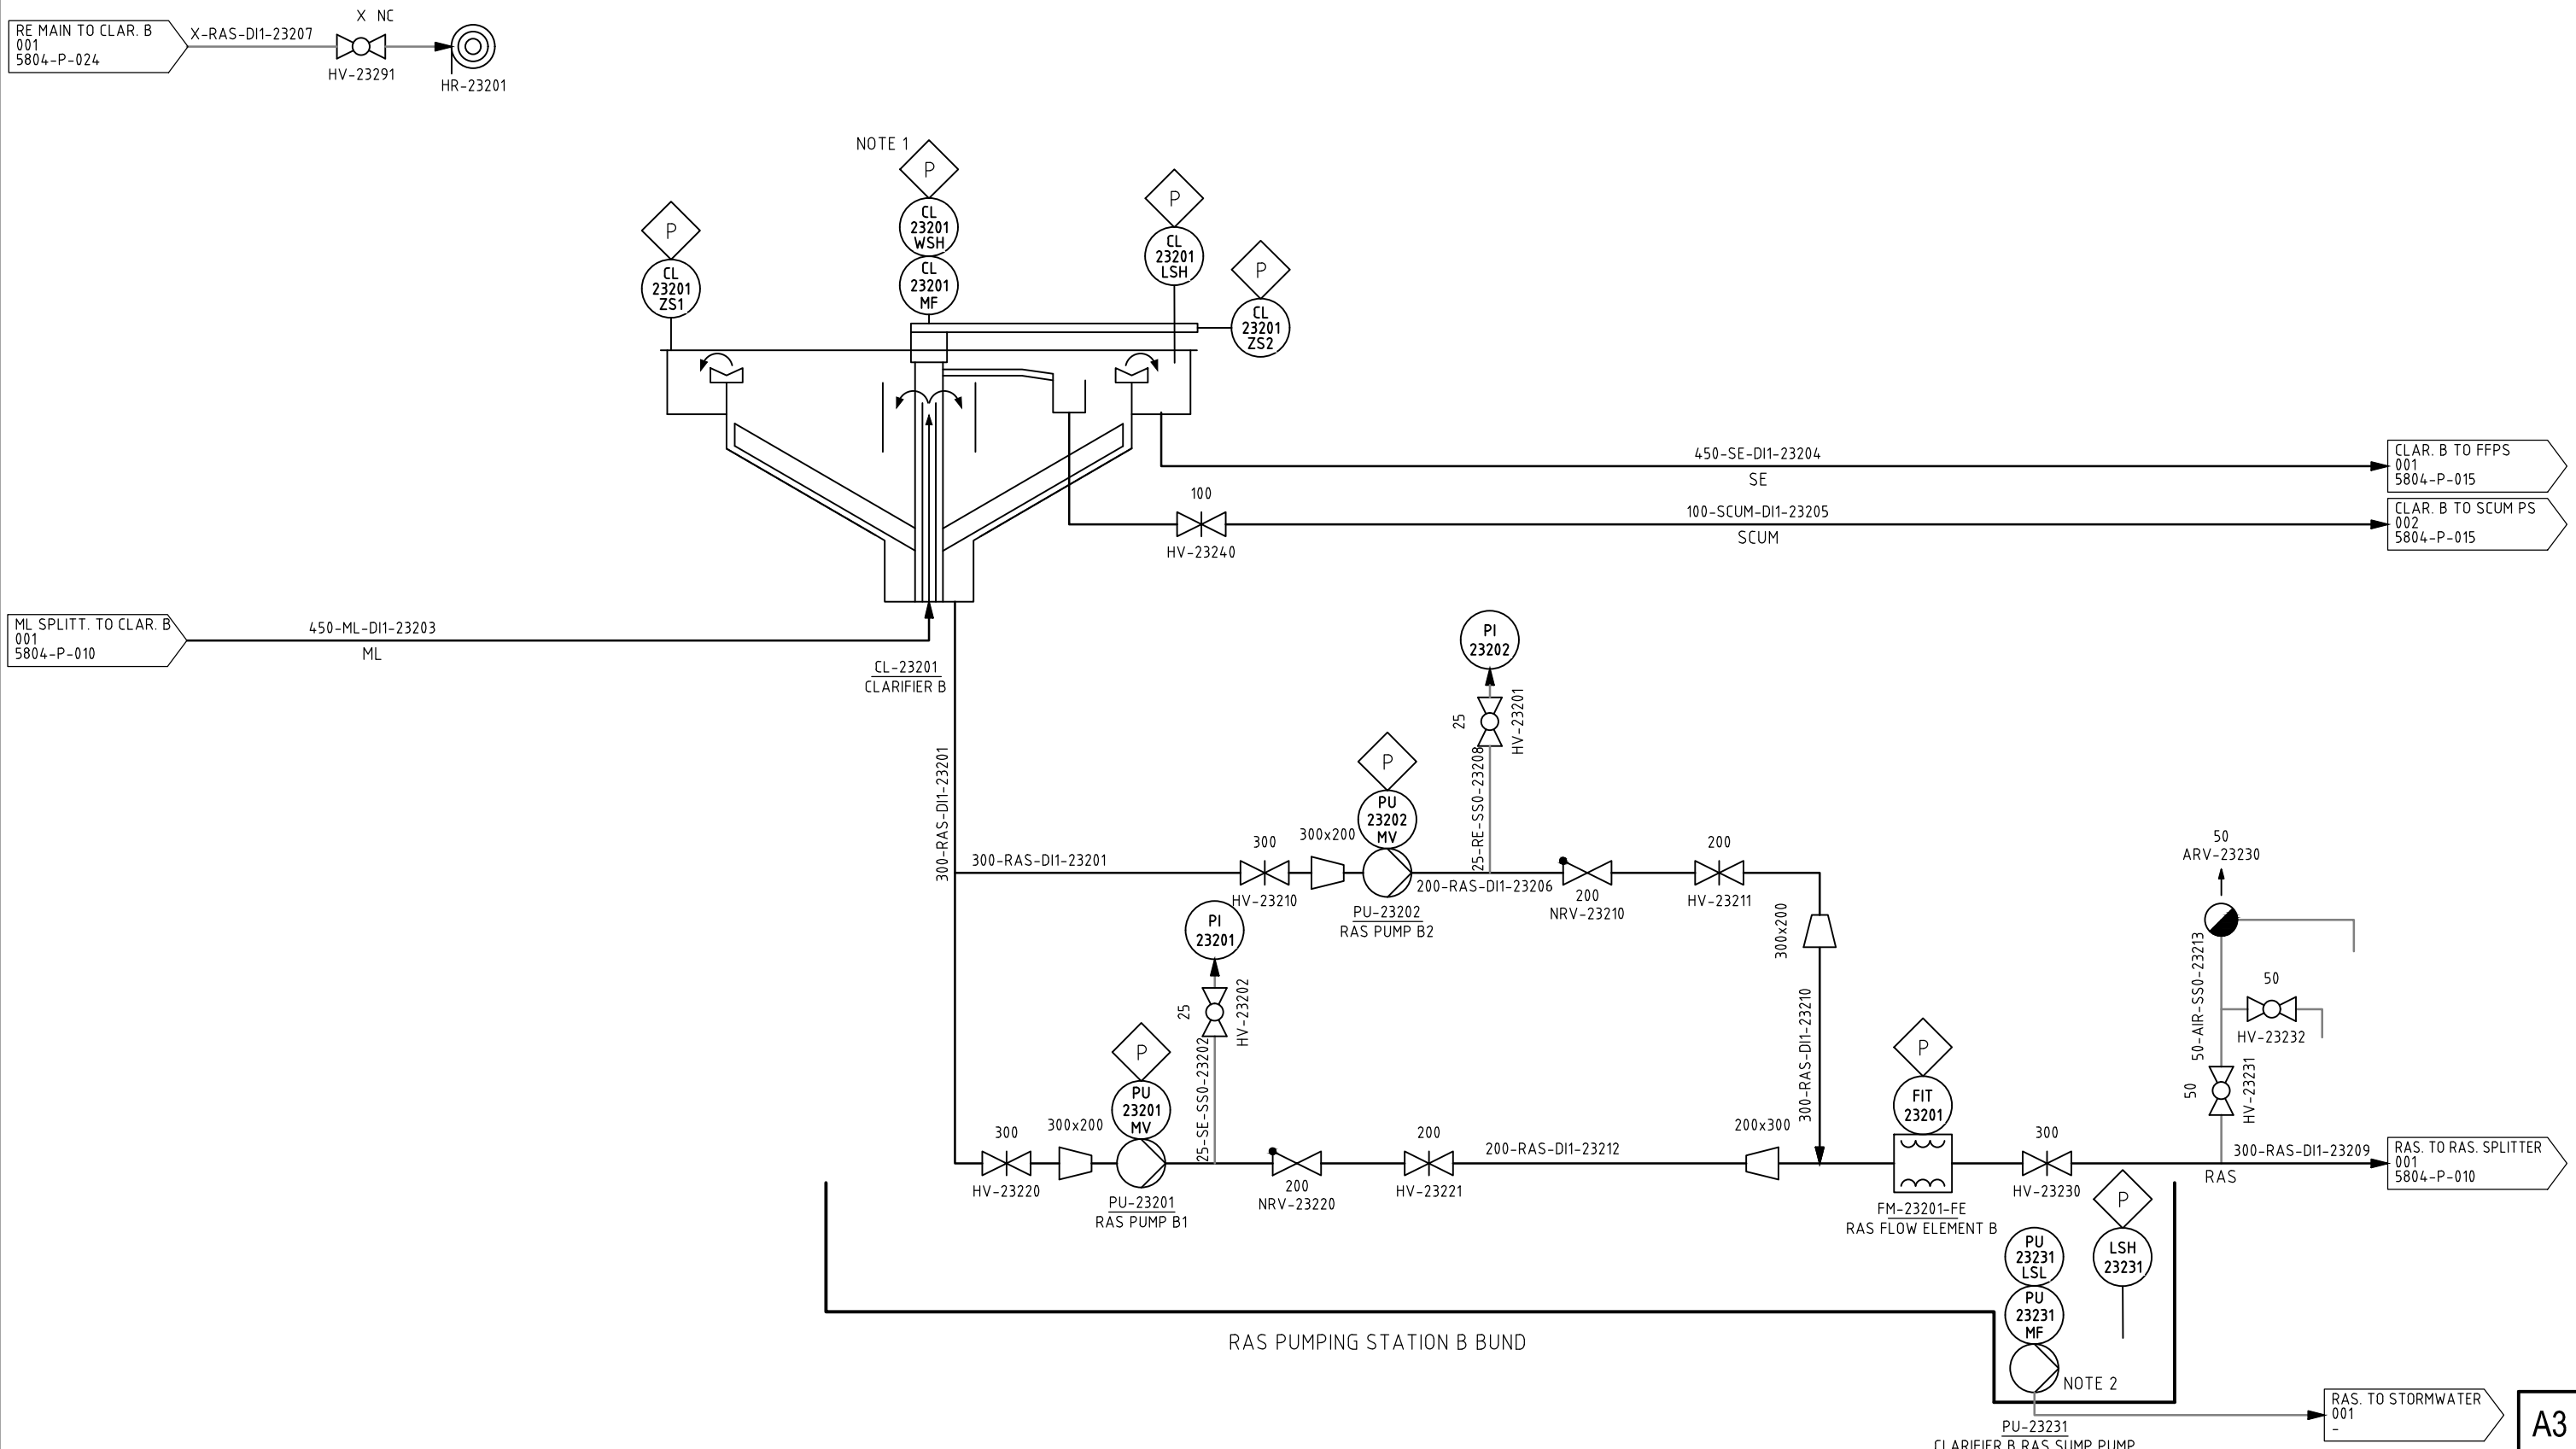 X NC
RE MAIN TO CLAR. B
001
5804-P-024
X-RAS-DI1-23207
HV-23291
HR-23201
NOTE 1
P
CL
23201
WSH
CL
23201
MF
P
CL
23201
ZS1
P
CL
23201
LSH
P
CL
23201
ZS2
450-SE-DI1-23204
SE
CLAR. B TO FFPS
001
5804-P-015
100
HV-23240
100-SCUM-DI1-23205
SCUM
CLAR. B TO SCUM PS
002
5804-P-015
ML SPLITT. TO CLAR. B
001
5804-P-010
450-ML-DI1-23203
ML
CL-23201
CLARIFIER B
300-RAS-DI1-23201
PI
23202
25
HV-23201
25-RE-SS0-23208
300-RAS-DI1-23201
300
HV-23210
300x200
P
PU
23202
MV
PU-23202
RAS PUMP B2
200-RAS-DI1-23206
200
NRV-23210
200
HV-23211
300x200
300-RAS-DI1-23210
PI
23201
25
HV-23202
25-SE-SS0-23202
300
HV-23220
300x200
P
PU
23201
MV
PU-23201
RAS PUMP B1
200
NRV-23220
200
HV-23221
200-RAS-DI1-23212
200x300
P
FIT
23201
FM-23201-FE
RAS FLOW ELEMENT B
300
HV-23230
50
ARV-23230
50-AIR-SS0-23213
50
HV-23232
50
HV-23231
300-RAS-DI1-23209
RAS
RAS. TO RAS. SPLITTER
001
5804-P-010
P
LSH
23231
PU
23231
LSL
PU
23231
MF
NOTE 2
RAS PUMPING STATION B BUND
PU-23231
CLARIFIER B RAS SUMP PUMP
RAS. TO STORMWATER
001
-
A3